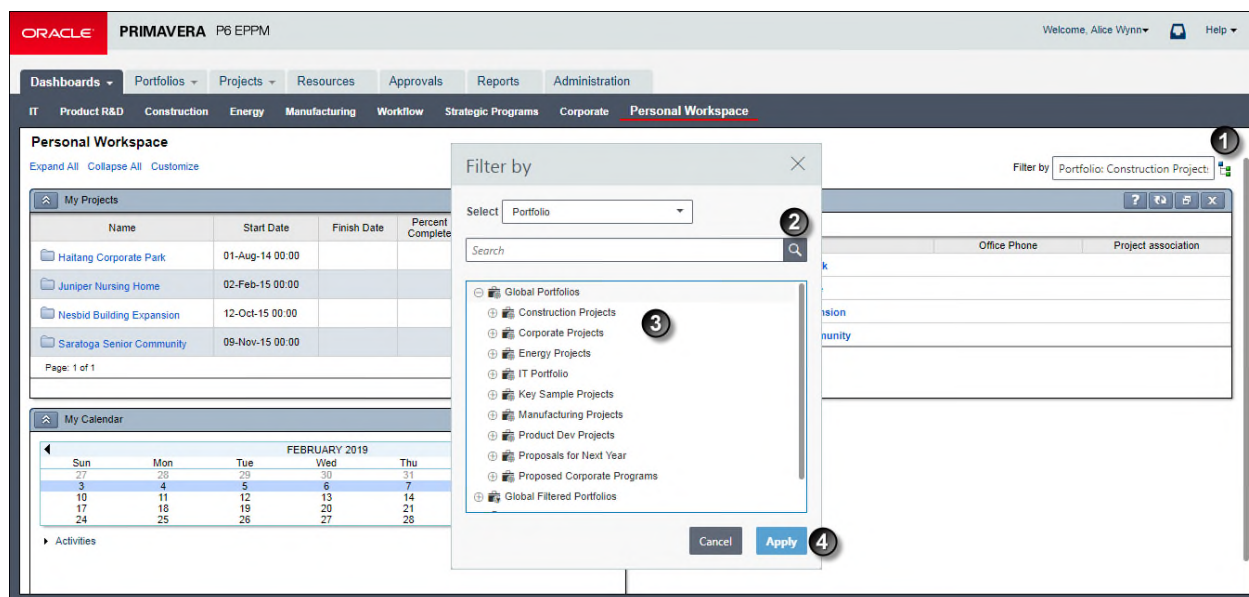 ORACLE PRIMAVERA P6 EPPM Welcome, Alice Wynn Help
Dashboards Portfolios Projects Resources Approvals Reports Administration
IT Product R&D Construction Energy Manufacturing Workflow Strategic Programs Corporate Personal Workspace
Personal Workspace
Expand All Collapse All Customize
1
Filter by Portfolio: Construction Project
My Projects
Name Start Date Finish Date Percent Complete
Haitang Corporate Park 01-Aug-14 00:00
Juniper Nursing Home 02-Feb-15 00:00
Nesbid Building Expansion 12-Oct-15 00:00
Saratoga Senior Community 09-Nov-15 00:00
Page: 1 of 1
My Calendar
FEBRUARY 2019
Sun Mon Tue Wed Thu
27 28 29 30 31
3 4 5 6 7
10 11 12 13 14
17 18 19 20 21
24 25 26 27 28
Activities
Filter by
Select Portfolio
2
Search
Global Portfolios
Construction Projects
3
Corporate Projects
Energy Projects
IT Portfolio
Key Sample Projects
Manufacturing Projects
Product Dev Projects
Proposals for Next Year
Proposed Corporate Programs
Global Filtered Portfolios
Cancel Apply 4
? X
Office Phone Project association
k
nsion
munity